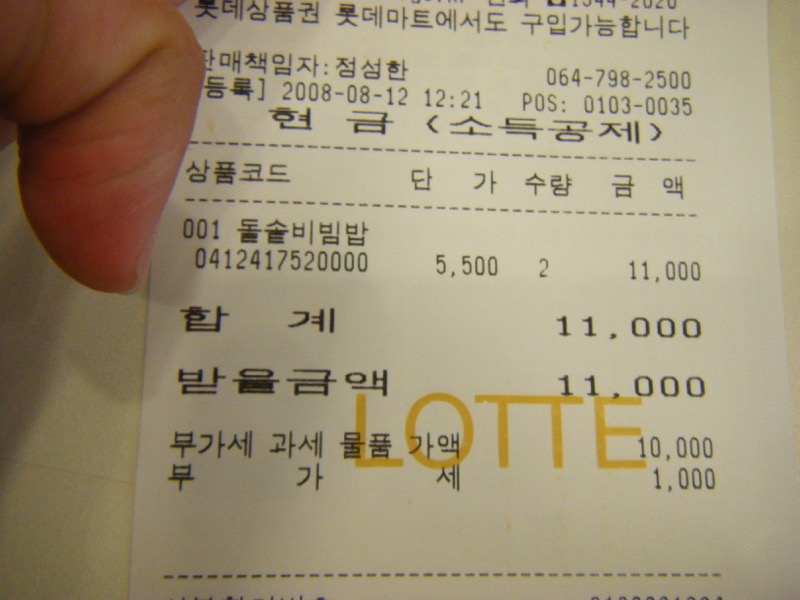 롯데상품권 롯데마트에서도 구입가능합니다
판매책임자:정성한 064-798-2500
등록] 2008-08-12 12:21 POS: 0103-0035
현 금 (소득공제)
상품코드 단 가 수량 금 액
001 돌솥비빔밥
0412417520000 5,500 2 11,000
합 계 11,000
받을금액 11,000
LOTTE
부가세 과세 물품 가액 10,000
부 가 세 1,000